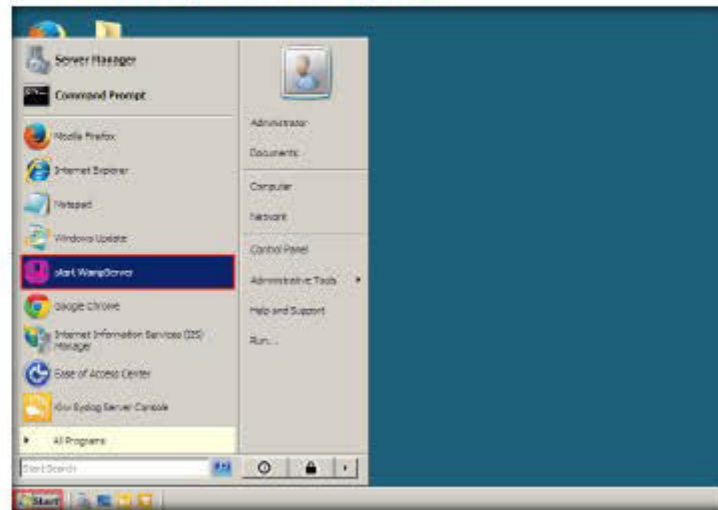 Server Manager
Command Prompt
Mozilla Firefox
Internet Explorer
Notepad
Windows Update
start WampServer
Google Chrome
Internet Information Services (IIS)
Manager
Ease of Access Center
Kiwi Syslog Server Console
All Programs
Start Search
Start
Administrator
Documents
Computer
Network
Control Panel
Administrative Tools
Help and Support
Run...